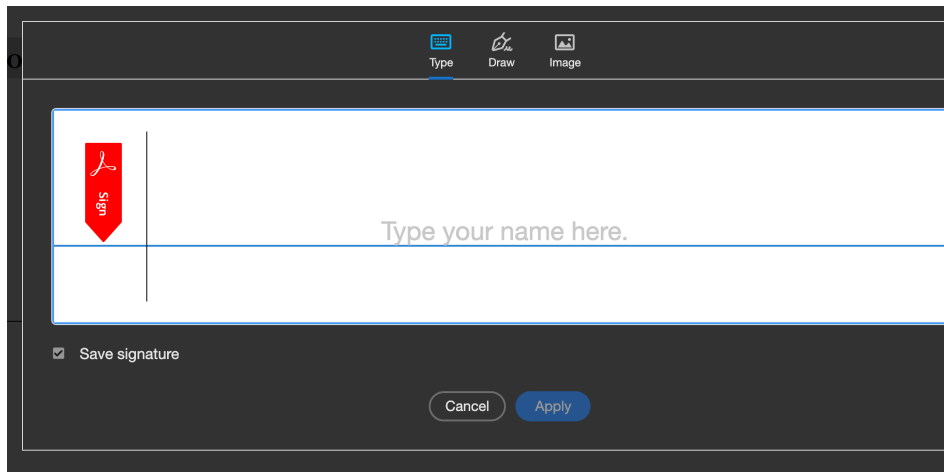 Type Draw Image
Sign
Type your name here.
Save signature
Cancel Apply